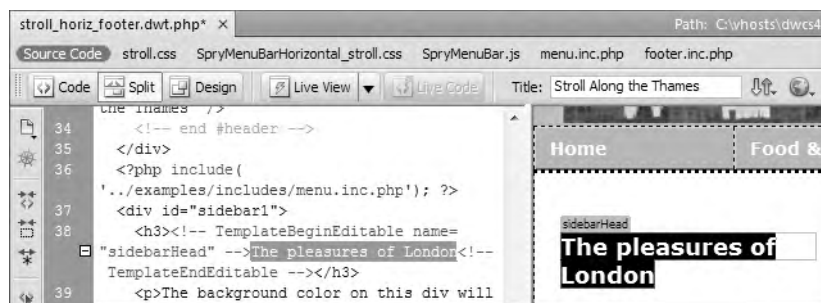 stroll_horiz_footer.dwt.php* × Path: C:\vhosts\dwcs4
Source Code stroll.css SpryMenuBarHorizontal_stroll.css SpryMenuBar.js menu.inc.php footer.inc.php
Code Split Design Live View Live Code Title: Stroll Along the Thames
the Thames" />
34 <!-- end #header -->
35 </div>
36 <?php include(
'../examples/includes/menu.inc.php'); ?>
37 <div id="sidebar1">
38 <h3><!-- TemplateBeginEditable name=
"sidebarHead" -->The pleasures of London<!--
TemplateEndEditable --></h3>
39 <p>The background color on this div will
Home Food &
sidebarHead
The pleasures of
London